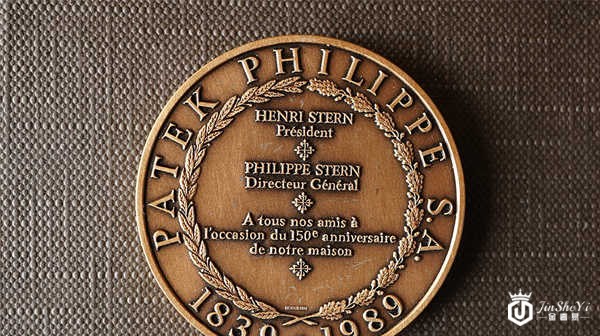 PATEK PHILIPPE S.A.
HENRI STERN
Président
PHILIPPE STERN
Directeur Général
A tous nos amis à
l'occasion du 150e anniversaire
de notre maison
1839 1989
JinSheYi